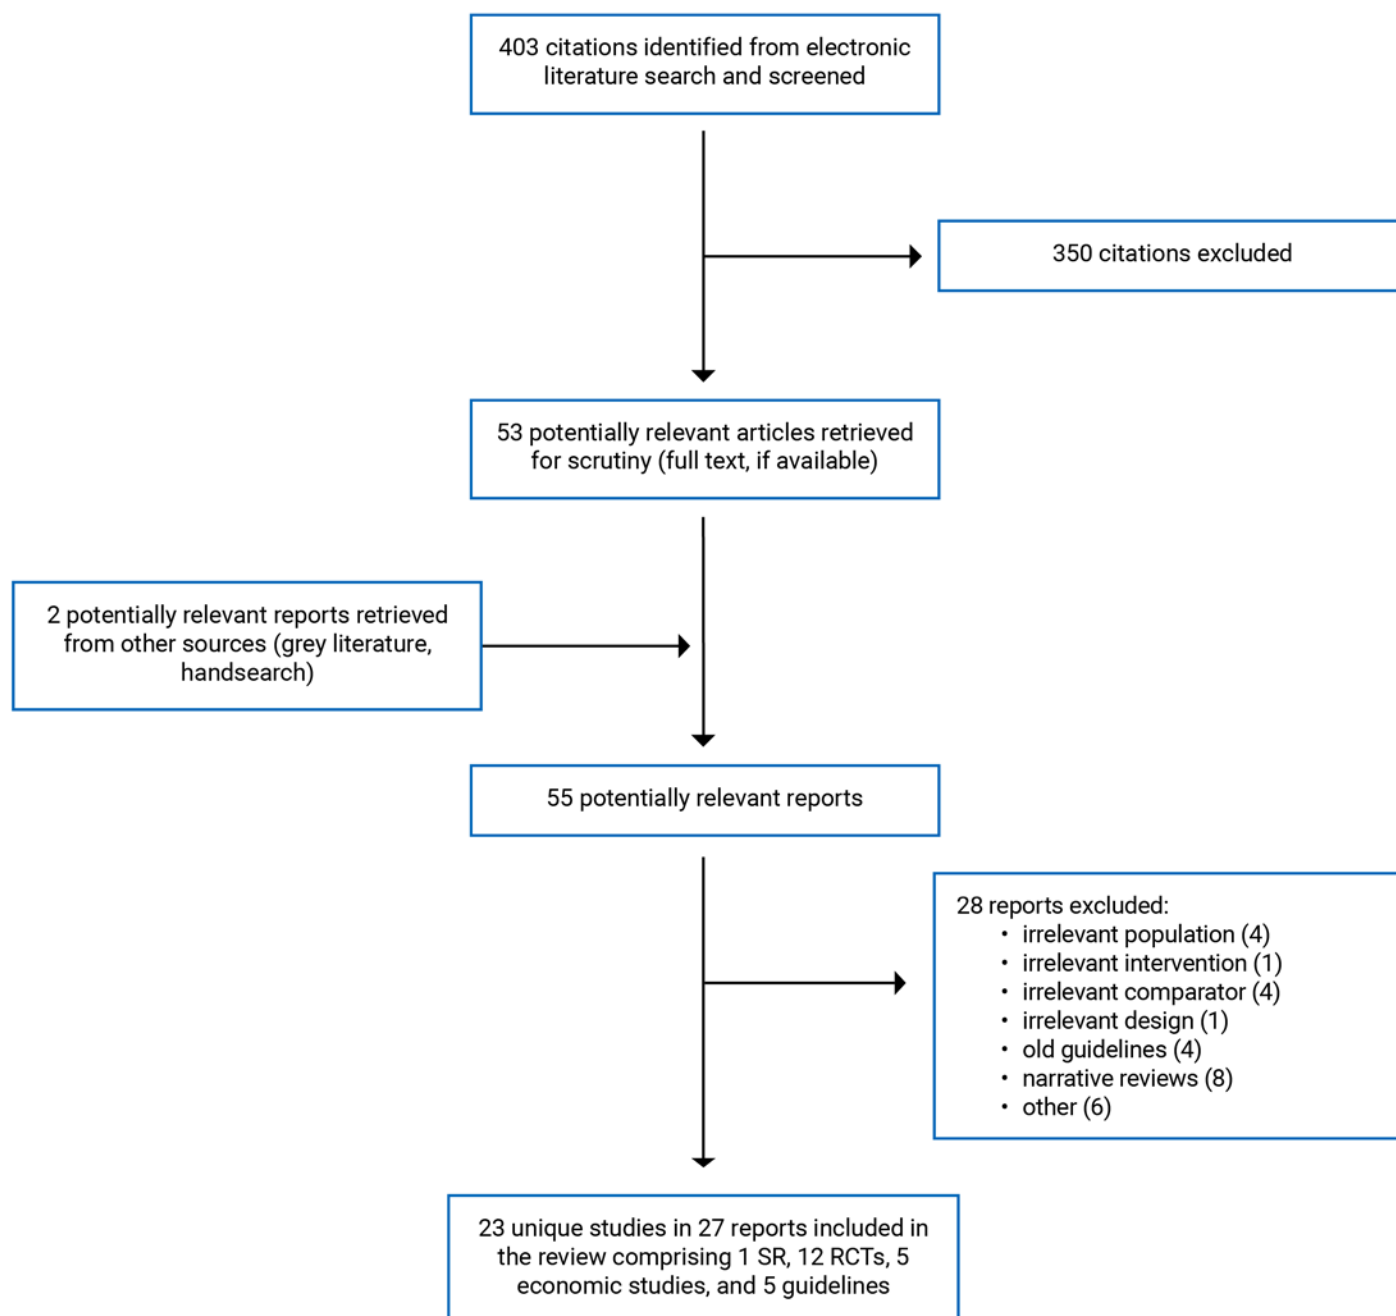 403 citations identified from electronic
literature search and screened
350 citations excluded
53 potentially relevant articles retrieved
for scrutiny (full text, if available)
2 potentially relevant reports retrieved
from other sources (grey literature,
handsearch)
55 potentially relevant reports
28 reports excluded:
• irrelevant population (4)
• irrelevant intervention (1)
• irrelevant comparator (4)
• irrelevant design (1)
• old guidelines (4)
• narrative reviews (8)
• other (6)
23 unique studies in 27 reports included in
the review comprising 1 SR, 12 RCTs, 5
economic studies, and 5 guidelines